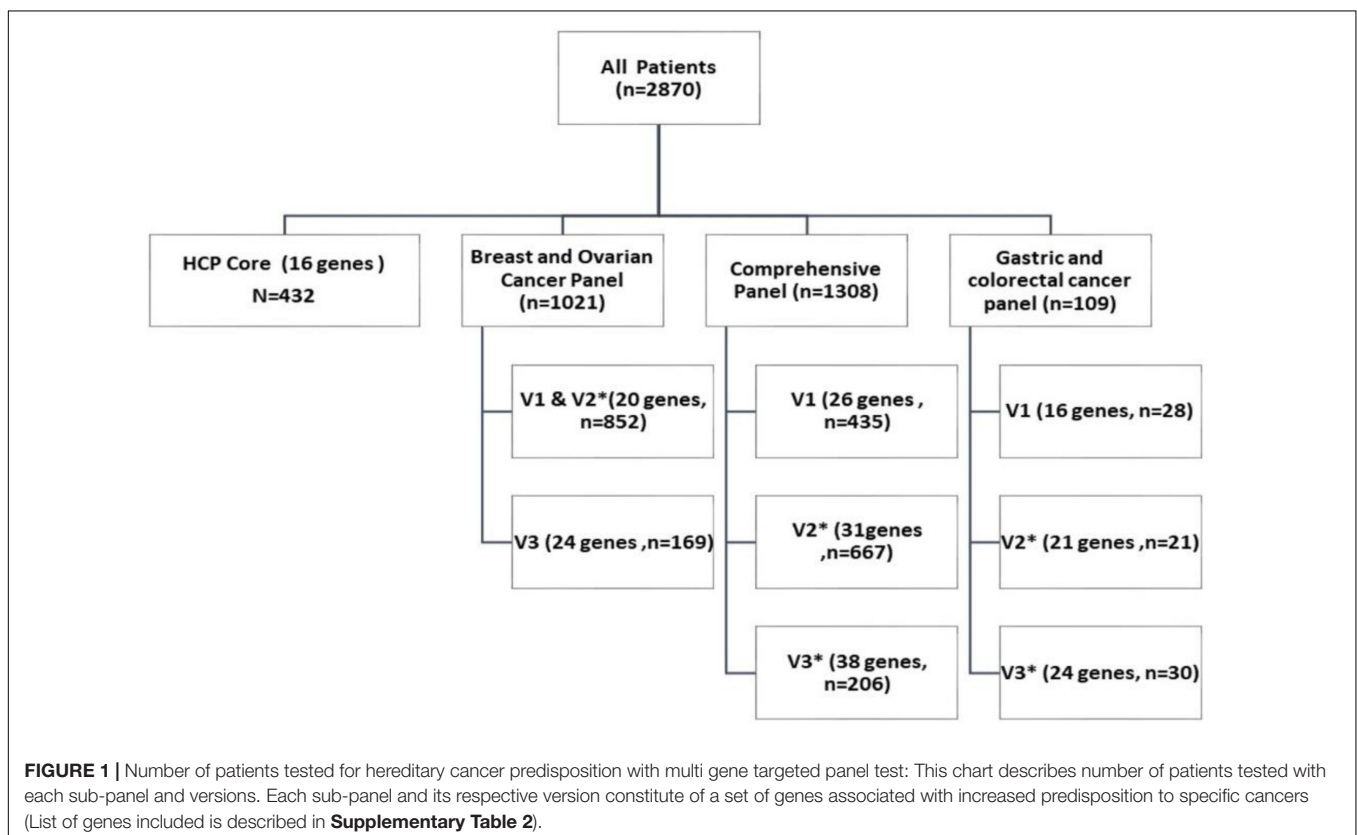 All Patients
(n=2870)
HCP Core (16 genes )
N=432
Breast and Ovarian
Cancer Panel
(n=1021)
Comprehensive
Panel (n=1308)
Gastric and
colorectal cancer
panel (n=109)
V1 & V2*(20 genes,
n=852)
V3 (24 genes ,n=169)
V1 (26 genes ,
n=435)
V2* (31genes
,n=667)
V3* (38 genes,
n=206)
V1 (16 genes, n=28)
V2* (21 genes ,n=21)
V3* (24 genes, n=30)
FIGURE 1 | Number of patients tested for hereditary cancer predisposition with multi gene targeted panel test: This chart describes number of patients tested with
each sub-panel and versions. Each sub-panel and its respective version constitute of a set of genes associated with increased predisposition to specific cancers
(List of genes included is described in Supplementary Table 2).